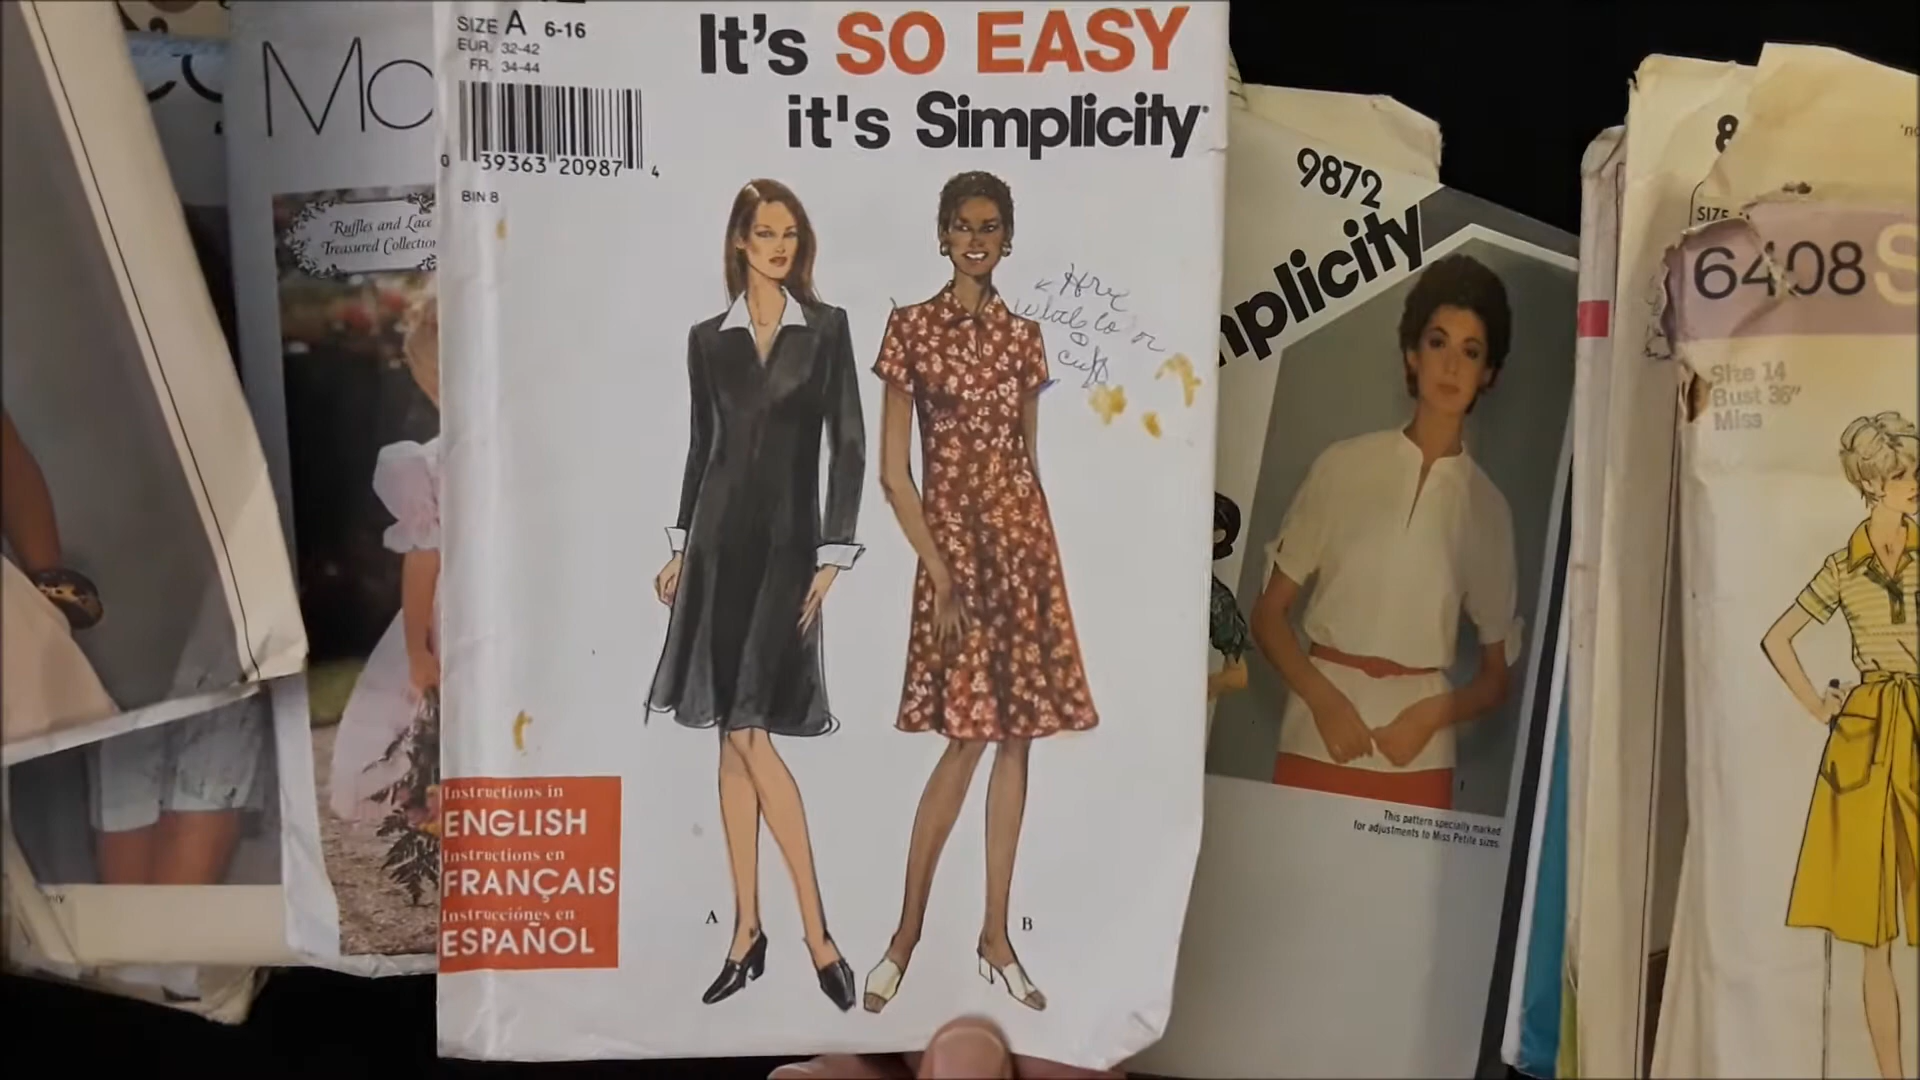 SIZE A 6-16
EUR. 32-42
FR. 34-44
It's SO EASY
it's Simplicity
0 39363 20987 4
BIN 8
Instructions in
ENGLISH
Instructions en
FRANÇAIS
Instrucciónes en
ESPAÑOL
A
B
Mc
Ruffles and Lace
Treasured Collection
9872
mplicity
This pattern specially marked
for adjustments to Miss Petite sizes.
8
SIZE
6408 S
Size 14
Bust 36"
Miss